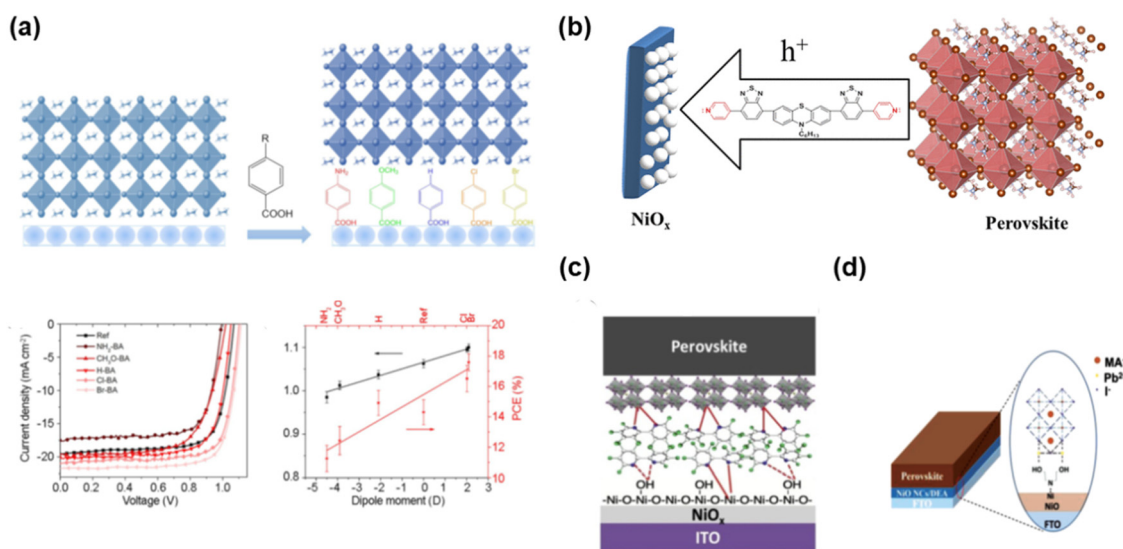 (a)
R
COOH
NH₂
OCH₃
H
Cl
Br
COOH
COOH
COOH
COOH
COOH
Current density (mA cm⁻²)
0
-5
-10
-15
-20
Ref
NH₂-BA
CH₃O-BA
H-BA
Cl-BA
Br-BA
0.0 0.2 0.4 0.6 0.8 1.0
Voltage (V)
NH₂
CH₃O
H
Ref
Cl
Br
1.1
1.0
0.9
0.8
20
18
16
14
12
10
PCE (%)
-5 -4 -3 -2 -1 0 1 2 3
Dipole moment (D)
(b)
h⁺
N S N
N S N
S
N
C₆H₁₃
N
N
NiOₓ
Perovskite
(c)
Perovskite
OH
OH
OH
-Ni-O-Ni-O-Ni-O-Ni-O-Ni-O-
NiOₓ
ITO
(d)
Perovskite
NiO NCs/DEA
FTO
MA
Pb²
I⁻
HO
OH
N
Ni
NiO
FTO